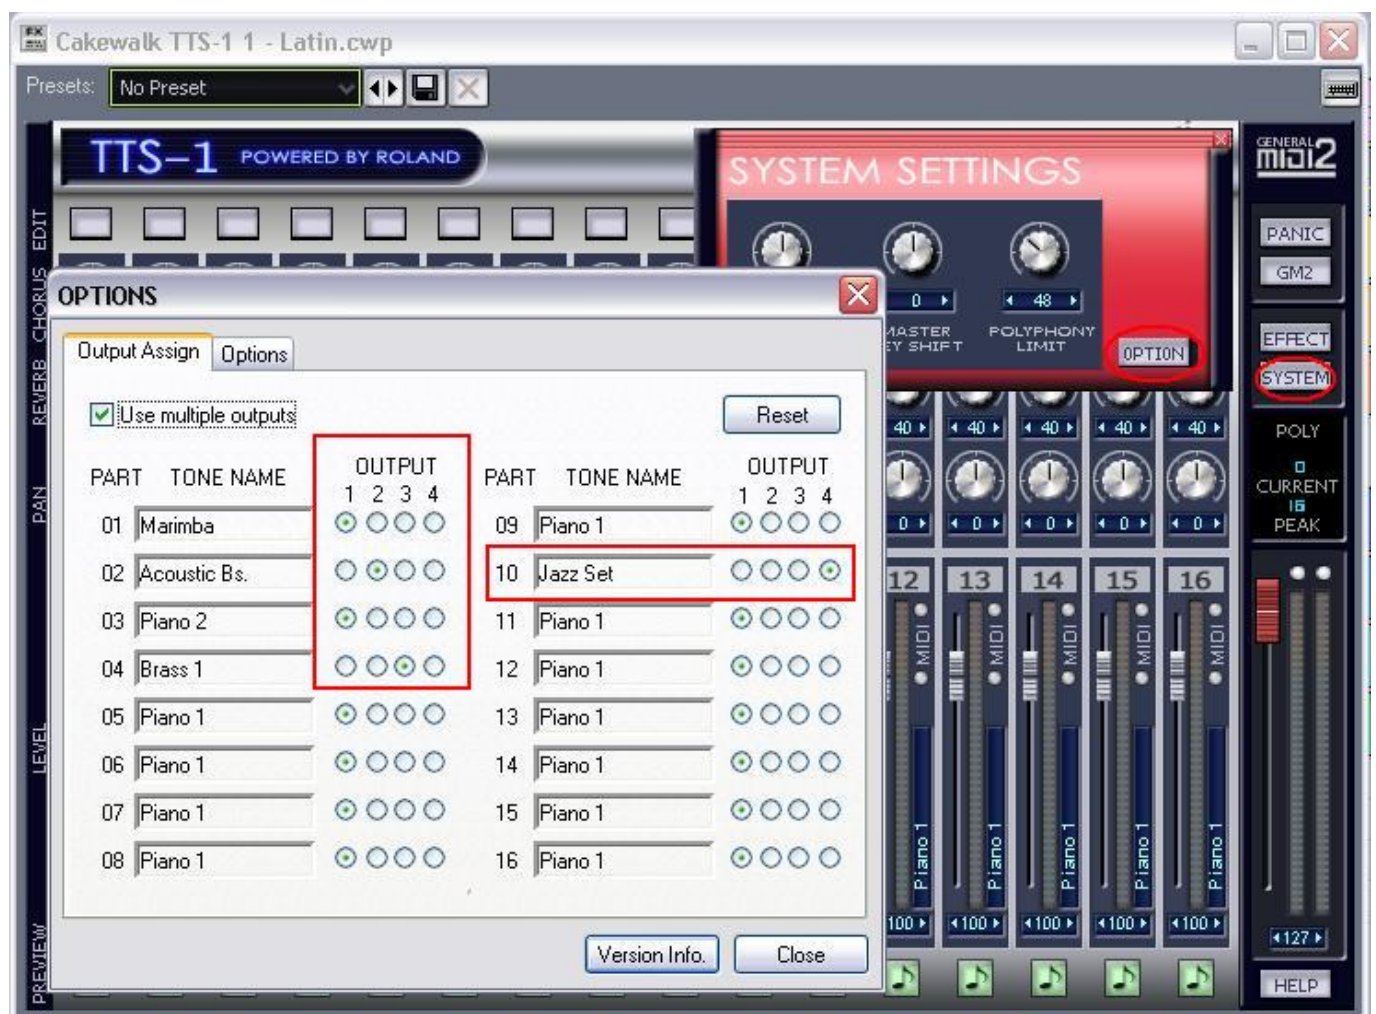 Cakewalk TTS-1 1 - Latin.cwp
Presets: No Preset
TTS-1 POWERED BY ROLAND
SYSTEM SETTINGS
GENERAL
MIDI2
EDIT
CHORUS
REVERB
PAN
LEVEL
PREVIEW
PANIC
GM2
0 48
POLYPHONY
LIMIT
OPTION
EFFECT
SYSTEM
OPTIONS
Output Assign Options
Use multiple outputs Reset
PART TONE NAME OUTPUT PART TONE NAME OUTPUT
1 2 3 4 1 2 3 4
01 Marimba 09 Piano 1
02 Acoustic Bs. 10 Jazz Set
03 Piano 2 11 Piano 1
04 Brass 1 12 Piano 1
05 Piano 1 13 Piano 1
06 Piano 1 14 Piano 1
07 Piano 1 15 Piano 1
08 Piano 1 16 Piano 1
Version Info. Close
40 40 40 40 40
0 0 0 0 0
12 13 14 15 16
MIDI MIDI MIDI MIDI MIDI
Piano 1 Piano 1 Piano 1 Piano 1 Piano 1
100 100 100 100 100
POLY
0
CURRENT
16
PEAK
127
HELP